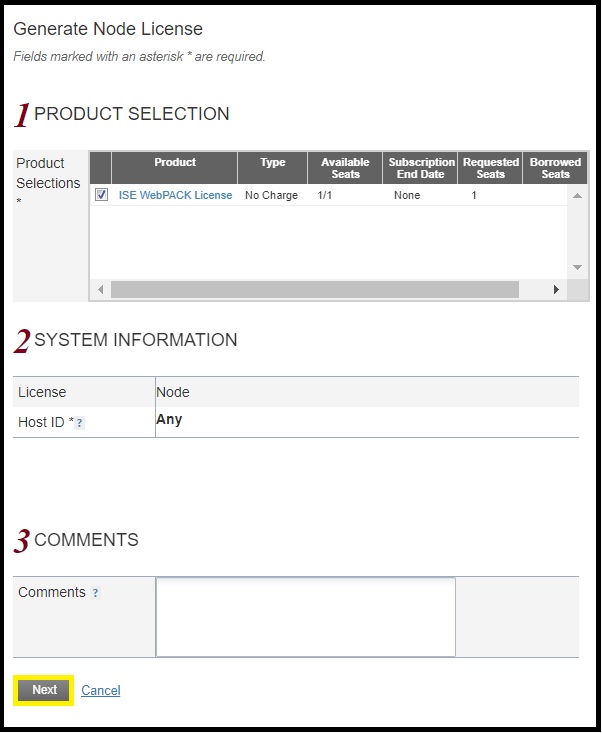 Generate Node License
Fields marked with an asterisk * are required.
1 PRODUCT SELECTION
Product
Selections
*
Product Type Available Seats Subscription End Date Requested Seats Borrowed Seats
ISE WebPACK License No Charge 1/1 None 1
2 SYSTEM INFORMATION
License Node
Host ID *? Any
3 COMMENTS
Comments ?
Next Cancel